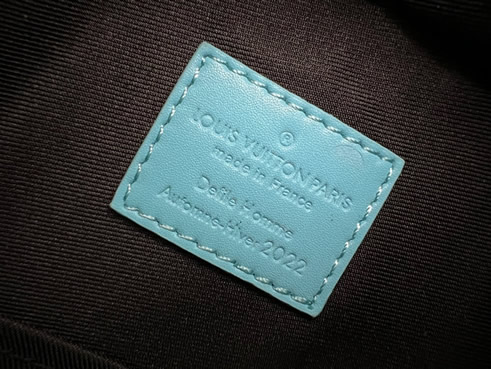 ®
LOUIS VUITTON PARIS
made in France
Défilé Homme
Automne-Hiver 2022